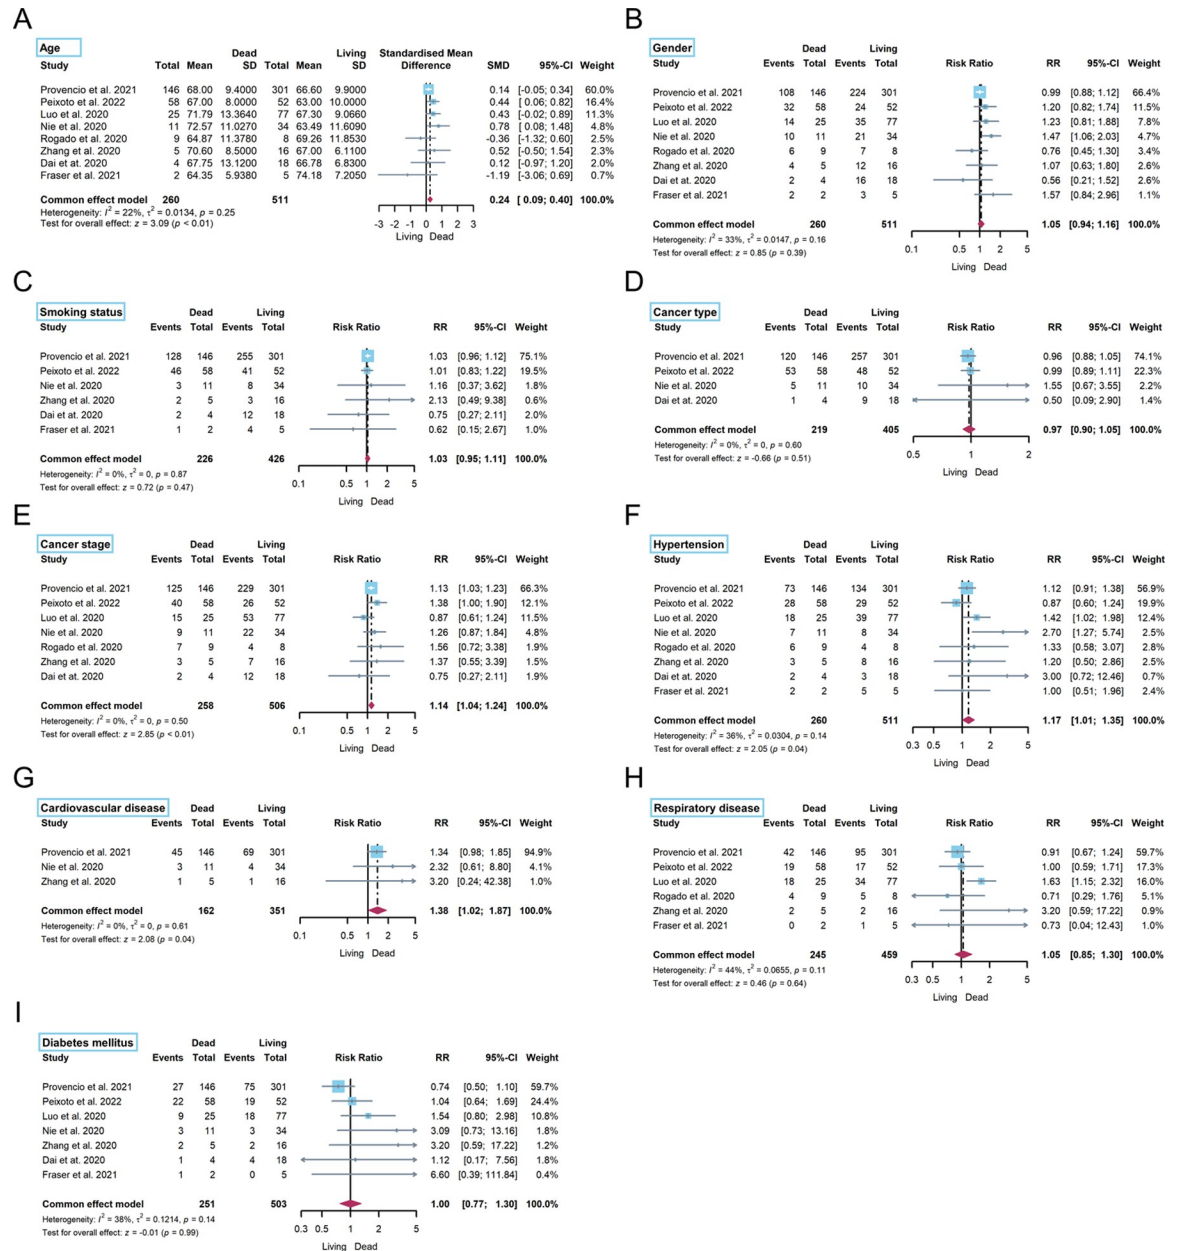 A
Age
Dead Living Standardised Mean
Study Total Mean SD Total Mean SD Difference SMD 95%-CI Weight
Provencio et al. 2021 146 68.00 9.4000 301 66.60 9.9000 0.14 [-0.05; 0.34] 60.0%
Peixoto et al. 2022 58 67.00 8.0000 52 63.00 10.0000 0.44 [ 0.06; 0.82] 16.4%
Luo et al. 2020 25 71.79 13.3640 77 67.30 9.0660 0.43 [-0.02; 0.89] 11.3%
Nie et al. 2020 11 72.57 11.0270 34 63.49 11.6090 0.78 [ 0.08; 1.48] 4.8%
Rogado et al. 2020 9 64.87 11.3780 8 69.26 11.8530 -0.36 [-1.32; 0.60] 2.5%
Zhang et al. 2020 5 70.60 8.5000 16 67.00 6.1100 0.52 [-0.50; 1.54] 2.3%
Dai et at. 2020 4 67.75 13.1200 18 66.78 6.8300 0.12 [-0.97; 1.20] 2.0%
Fraser et al. 2021 2 64.35 5.9380 5 74.18 7.2050 -1.19 [-3.06; 0.69] 0.7%
Common effect model 260 511 0.24 [ 0.09; 0.40] 100.0%
Heterogeneity: I² = 22%, τ² = 0.0134, p = 0.25
Test for overall effect: z = 3.09 (p < 0.01)
-3 -2 -1 0 1 2 3
Living Dead
B
Gender
Dead Living
Study Events Total Events Total Risk Ratio RR 95%-CI Weight
Provencio et al. 2021 108 146 224 301 0.99 [0.88; 1.12] 66.4%
Peixoto et al. 2022 32 58 24 52 1.20 [0.82; 1.74] 11.5%
Luo et al. 2020 14 25 35 77 1.23 [0.81; 1.88] 7.8%
Nie et al. 2020 10 11 21 34 1.47 [1.06; 2.03] 4.7%
Rogado et al. 2020 6 9 7 8 0.76 [0.45; 1.30] 3.4%
Zhang et al. 2020 4 5 12 16 1.07 [0.63; 1.80] 2.6%
Dai et at. 2020 2 4 16 18 0.56 [0.21; 1.52] 2.6%
Fraser et al. 2021 2 2 3 5 1.57 [0.84; 2.96] 1.1%
Common effect model 260 511 1.05 [0.94; 1.16] 100.0%
Heterogeneity: I² = 33%, τ² = 0.0147, p = 0.16
Test for overall effect: z = 0.85 (p = 0.39)
0.1 0.5 1 2 5
Living Dead
C
Smoking status
Dead Living
Study Events Total Events Total Risk Ratio RR 95%-CI Weight
Provencio et al. 2021 128 146 255 301 1.03 [0.96; 1.12] 75.1%
Peixoto et al. 2022 46 58 41 52 1.01 [0.83; 1.22] 19.5%
Nie et al. 2020 3 11 8 34 1.16 [0.37; 3.62] 1.8%
Zhang et al. 2020 2 5 3 16 2.13 [0.49; 9.38] 0.6%
Dai et at. 2020 2 4 12 18 0.75 [0.27; 2.11] 2.0%
Fraser et al. 2021 1 2 4 5 0.62 [0.15; 2.67] 1.0%
Common effect model 226 426 1.03 [0.95; 1.11] 100.0%
Heterogeneity: I² = 0%, τ² = 0, p = 0.87
Test for overall effect: z = 0.72 (p = 0.47)
0.1 0.5 1 2 5
Living Dead
D
Cancer type
Dead Living
Study Events Total Events Total Risk Ratio RR 95%-CI Weight
Provencio et al. 2021 120 146 257 301 0.96 [0.88; 1.05] 74.1%
Peixoto et al. 2022 53 58 48 52 0.99 [0.89; 1.11] 22.3%
Nie et al. 2020 5 11 10 34 1.55 [0.67; 3.55] 2.2%
Dai et at. 2020 1 4 9 18 0.50 [0.09; 2.90] 1.4%
Common effect model 219 405 0.97 [0.90; 1.05] 100.0%
Heterogeneity: I² = 0%, τ² = 0, p = 0.60
Test for overall effect: z = -0.66 (p = 0.51)
0.5 1 2
Living Dead
E
Cancer stage
Dead Living
Study Events Total Events Total Risk Ratio RR 95%-CI Weight
Provencio et al. 2021 125 146 229 301 1.13 [1.03; 1.23] 66.3%
Peixoto et al. 2022 40 58 26 52 1.38 [1.00; 1.90] 12.1%
Luo et al. 2020 15 25 53 77 0.87 [0.61; 1.24] 11.5%
Nie et al. 2020 9 11 22 34 1.26 [0.87; 1.84] 4.8%
Rogado et al. 2020 7 9 4 8 1.56 [0.72; 3.38] 1.9%
Zhang et al. 2020 3 5 7 16 1.37 [0.55; 3.39] 1.5%
Dai et at. 2020 2 4 12 18 0.75 [0.27; 2.11] 1.9%
Common effect model 258 506 1.14 [1.04; 1.24] 100.0%
Heterogeneity: I² = 0%, τ² = 0, p = 0.50
Test for overall effect: z = 2.85 (p < 0.01)
0.1 0.5 1 2 5
Living Dead
F
Hypertension
Dead Living
Study Events Total Events Total Risk Ratio RR 95%-CI Weight
Provencio et al. 2021 73 146 134 301 1.12 [0.91; 1.38] 56.9%
Peixoto et al. 2022 28 58 29 52 0.87 [0.60; 1.24] 19.9%
Luo et al. 2020 18 25 39 77 1.42 [1.02; 1.98] 12.4%
Nie et al. 2020 7 11 8 34 2.70 [1.27; 5.74] 2.5%
Rogado et al. 2020 6 9 4 8 1.33 [0.58; 3.07] 2.8%
Zhang et al. 2020 3 5 8 16 1.20 [0.50; 2.86] 2.4%
Dai et at. 2020 2 4 3 18 3.00 [0.72; 12.46] 0.7%
Fraser et al. 2021 2 2 5 5 1.00 [0.51; 1.96] 2.4%
Common effect model 260 511 1.17 [1.01; 1.35] 100.0%
Heterogeneity: I² = 36%, τ² = 0.0304, p = 0.14
Test for overall effect: z = 2.05 (p = 0.04)
0.3 0.5 1 2 5
Living Dead
G
Cardiovascular disease
Dead Living
Study Events Total Events Total Risk Ratio RR 95%-CI Weight
Provencio et al. 2021 45 146 69 301 1.34 [0.98; 1.85] 94.9%
Nie et al. 2020 3 11 4 34 2.32 [0.61; 8.80] 4.1%
Zhang et al. 2020 1 5 1 16 3.20 [0.24; 42.38] 1.0%
Common effect model 162 351 1.38 [1.02; 1.87] 100.0%
Heterogeneity: I² = 0%, τ² = 0, p = 0.61
Test for overall effect: z = 2.08 (p = 0.04)
0.1 0.5 1 2 5
Living Dead
H
Respiratory disease
Dead Living
Study Events Total Events Total Risk Ratio RR 95%-CI Weight
Provencio et al. 2021 42 146 95 301 0.91 [0.67; 1.24] 59.7%
Peixoto et al. 2022 19 58 17 52 1.00 [0.59; 1.71] 17.3%
Luo et al. 2020 18 25 34 77 1.63 [1.15; 2.32] 16.0%
Rogado et al. 2020 4 9 5 8 0.71 [0.29; 1.76] 5.1%
Zhang et al. 2020 2 5 2 16 3.20 [0.59; 17.22] 0.9%
Fraser et al. 2021 0 2 1 5 0.73 [0.04; 12.43] 1.0%
Common effect model 245 459 1.05 [0.85; 1.30] 100.0%
Heterogeneity: I² = 44%, τ² = 0.0655, p = 0.11
Test for overall effect: z = 0.46 (p = 0.64)
0.3 0.5 1 2 5
Living Dead
I
Diabetes mellitus
Dead Living
Study Events Total Events Total Risk Ratio RR 95%-CI Weight
Provencio et al. 2021 27 146 75 301 0.74 [0.50; 1.10] 59.7%
Peixoto et al. 2022 22 58 19 52 1.04 [0.64; 1.69] 24.4%
Luo et al. 2020 9 25 18 77 1.54 [0.80; 2.98] 10.8%
Nie et al. 2020 3 11 3 34 3.09 [0.73; 13.16] 1.8%
Zhang et al. 2020 2 5 2 16 3.20 [0.59; 17.22] 1.2%
Dai et at. 2020 1 4 4 18 1.12 [0.17; 7.56] 1.8%
Fraser et al. 2021 1 2 0 5 6.60 [0.39; 111.84] 0.4%
Common effect model 251 503 1.00 [0.77; 1.30] 100.0%
Heterogeneity: I² = 38%, τ² = 0.1214, p = 0.14
Test for overall effect: z = -0.01 (p = 0.99)
0.3 0.5 1 2 5
Living Dead